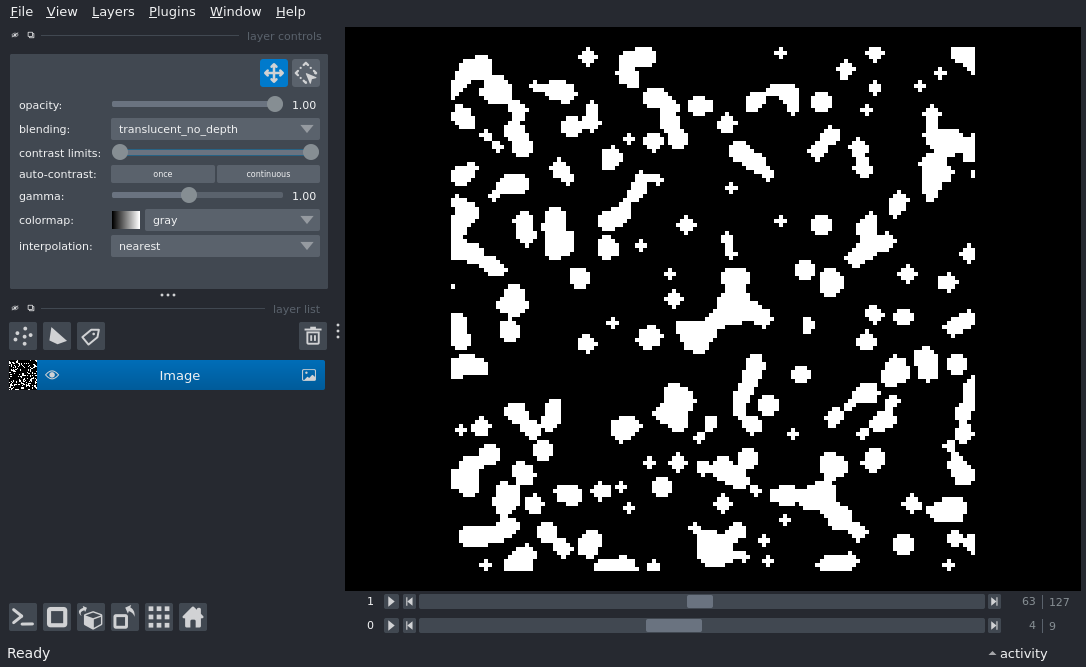 File View Layers Plugins Window Help
layer controls
opacity: 1.00
blending: translucent_no_depth
contrast limits:
auto-contrast: once continuous
gamma: 1.00
colormap: gray
interpolation: nearest
layer list
Image
1 63 127
0 4 9
Ready activity